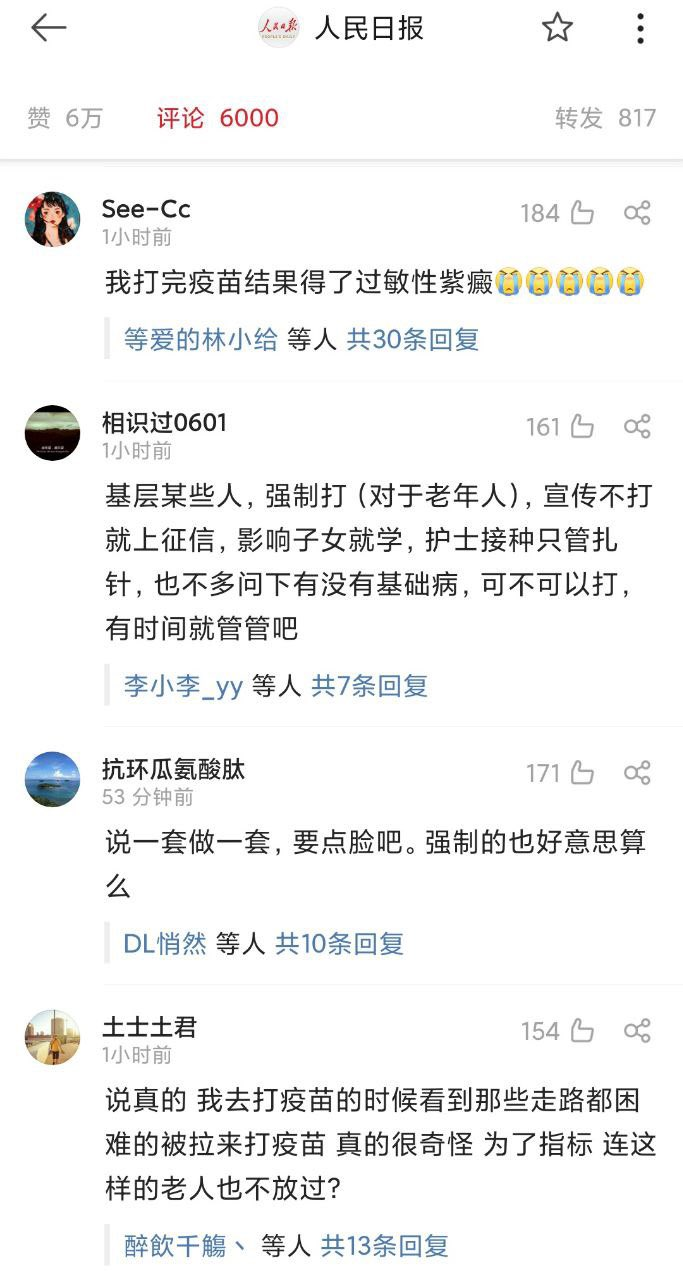 人民日报
PEOPLE'S DAILY
人民日报
赞 6万
评论 6000
转发 817
See-Cc
184
1小时前
我打完疫苗结果得了过敏性紫癜😭😭😭😭😭
等爱的林小给 等人 共30条回复
相识过0601
161
1小时前
基层某些人，强制打（对于老年人），宣传不打
就上征信，影响子女就学，护士接种只管扎
针，也不多问下有没有基础病，可不可以打，
有时间就管管吧
李小李_yy 等人 共7条回复
抗环瓜氨酸肽
171
53 分钟前
说一套做一套，要点脸吧。强制的也好意思算
么
DL悄然 等人 共10条回复
土士土君
154
1小时前
说真的 我去打疫苗的时候看到那些走路都困
难的被拉来打疫苗 真的很奇怪 为了指标 连这
样的老人也不放过？
醉飲千觴丶 等人 共13条回复